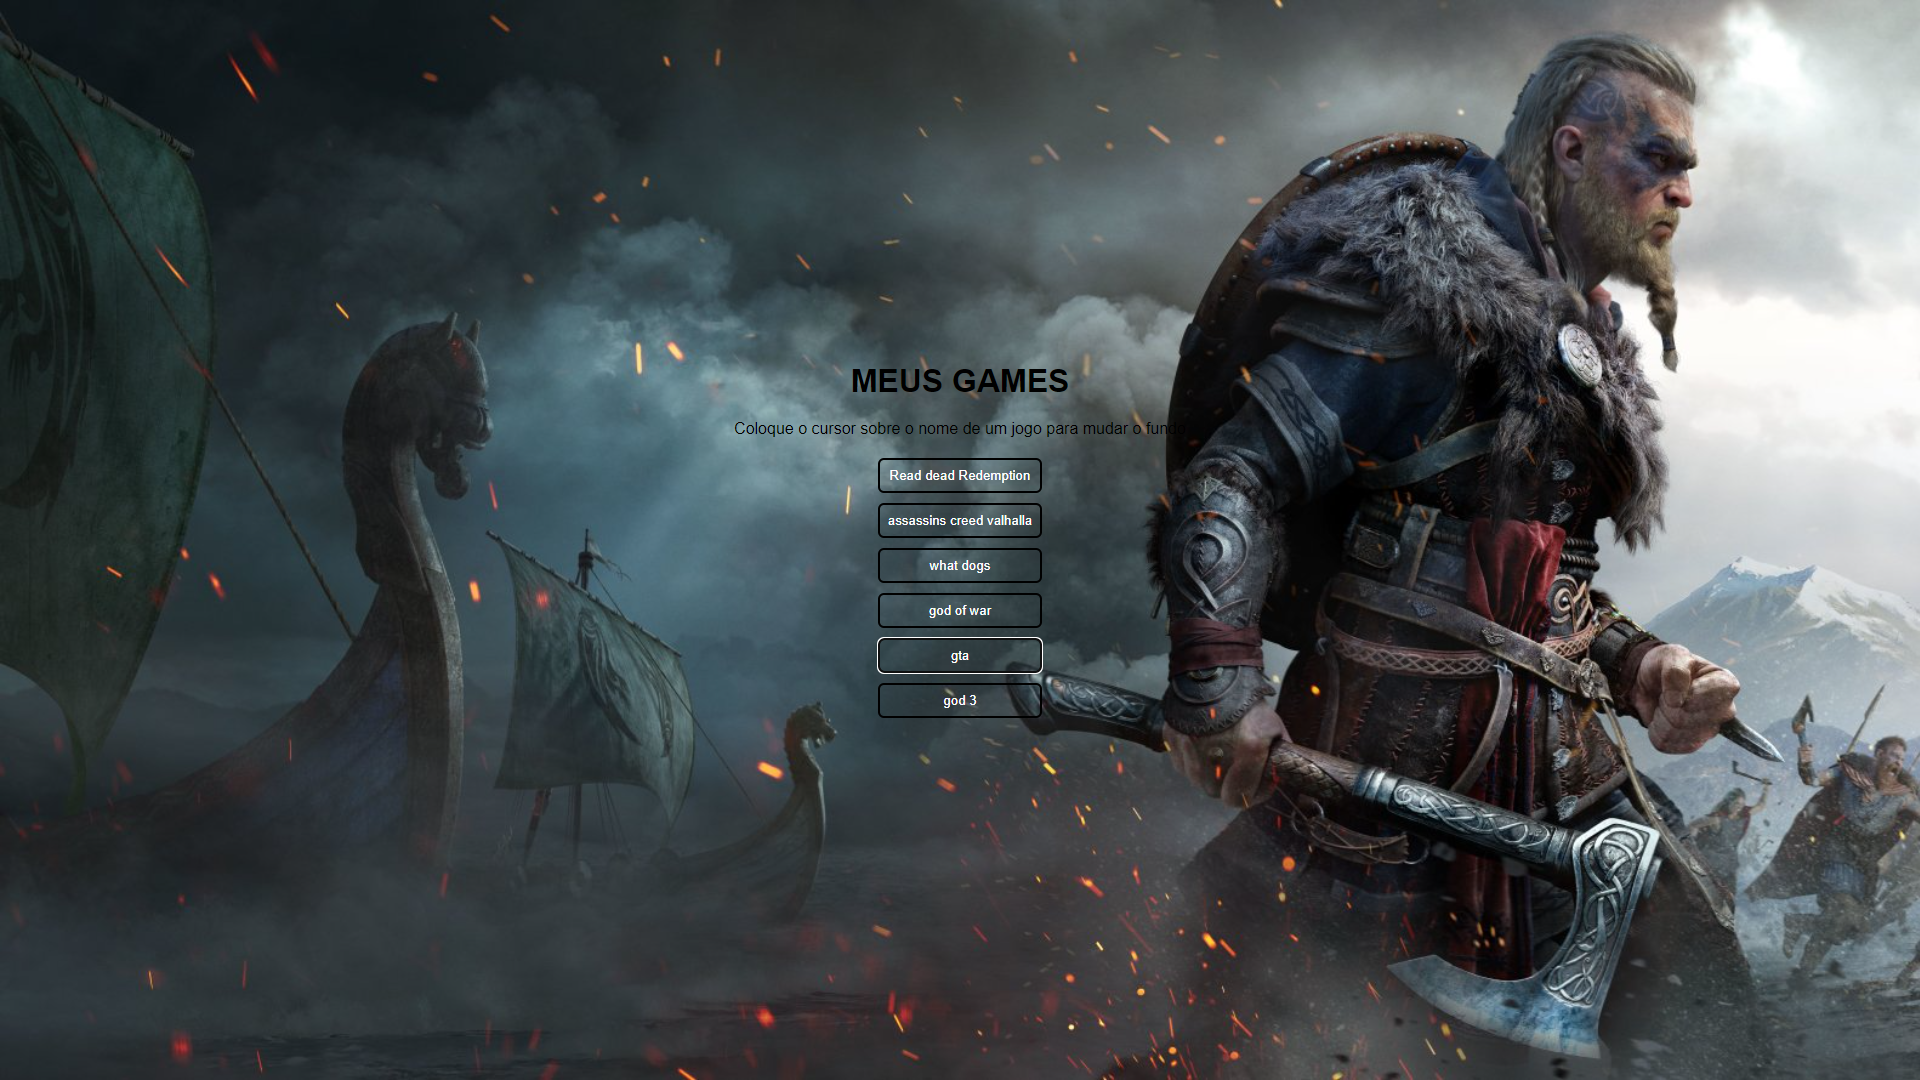 MEUS GAMES
Coloque o cursor sobre o nome de um jogo para mudar o fundo
Read dead Redemption
assassins creed valhalla
what dogs
god of war
gta
god 3